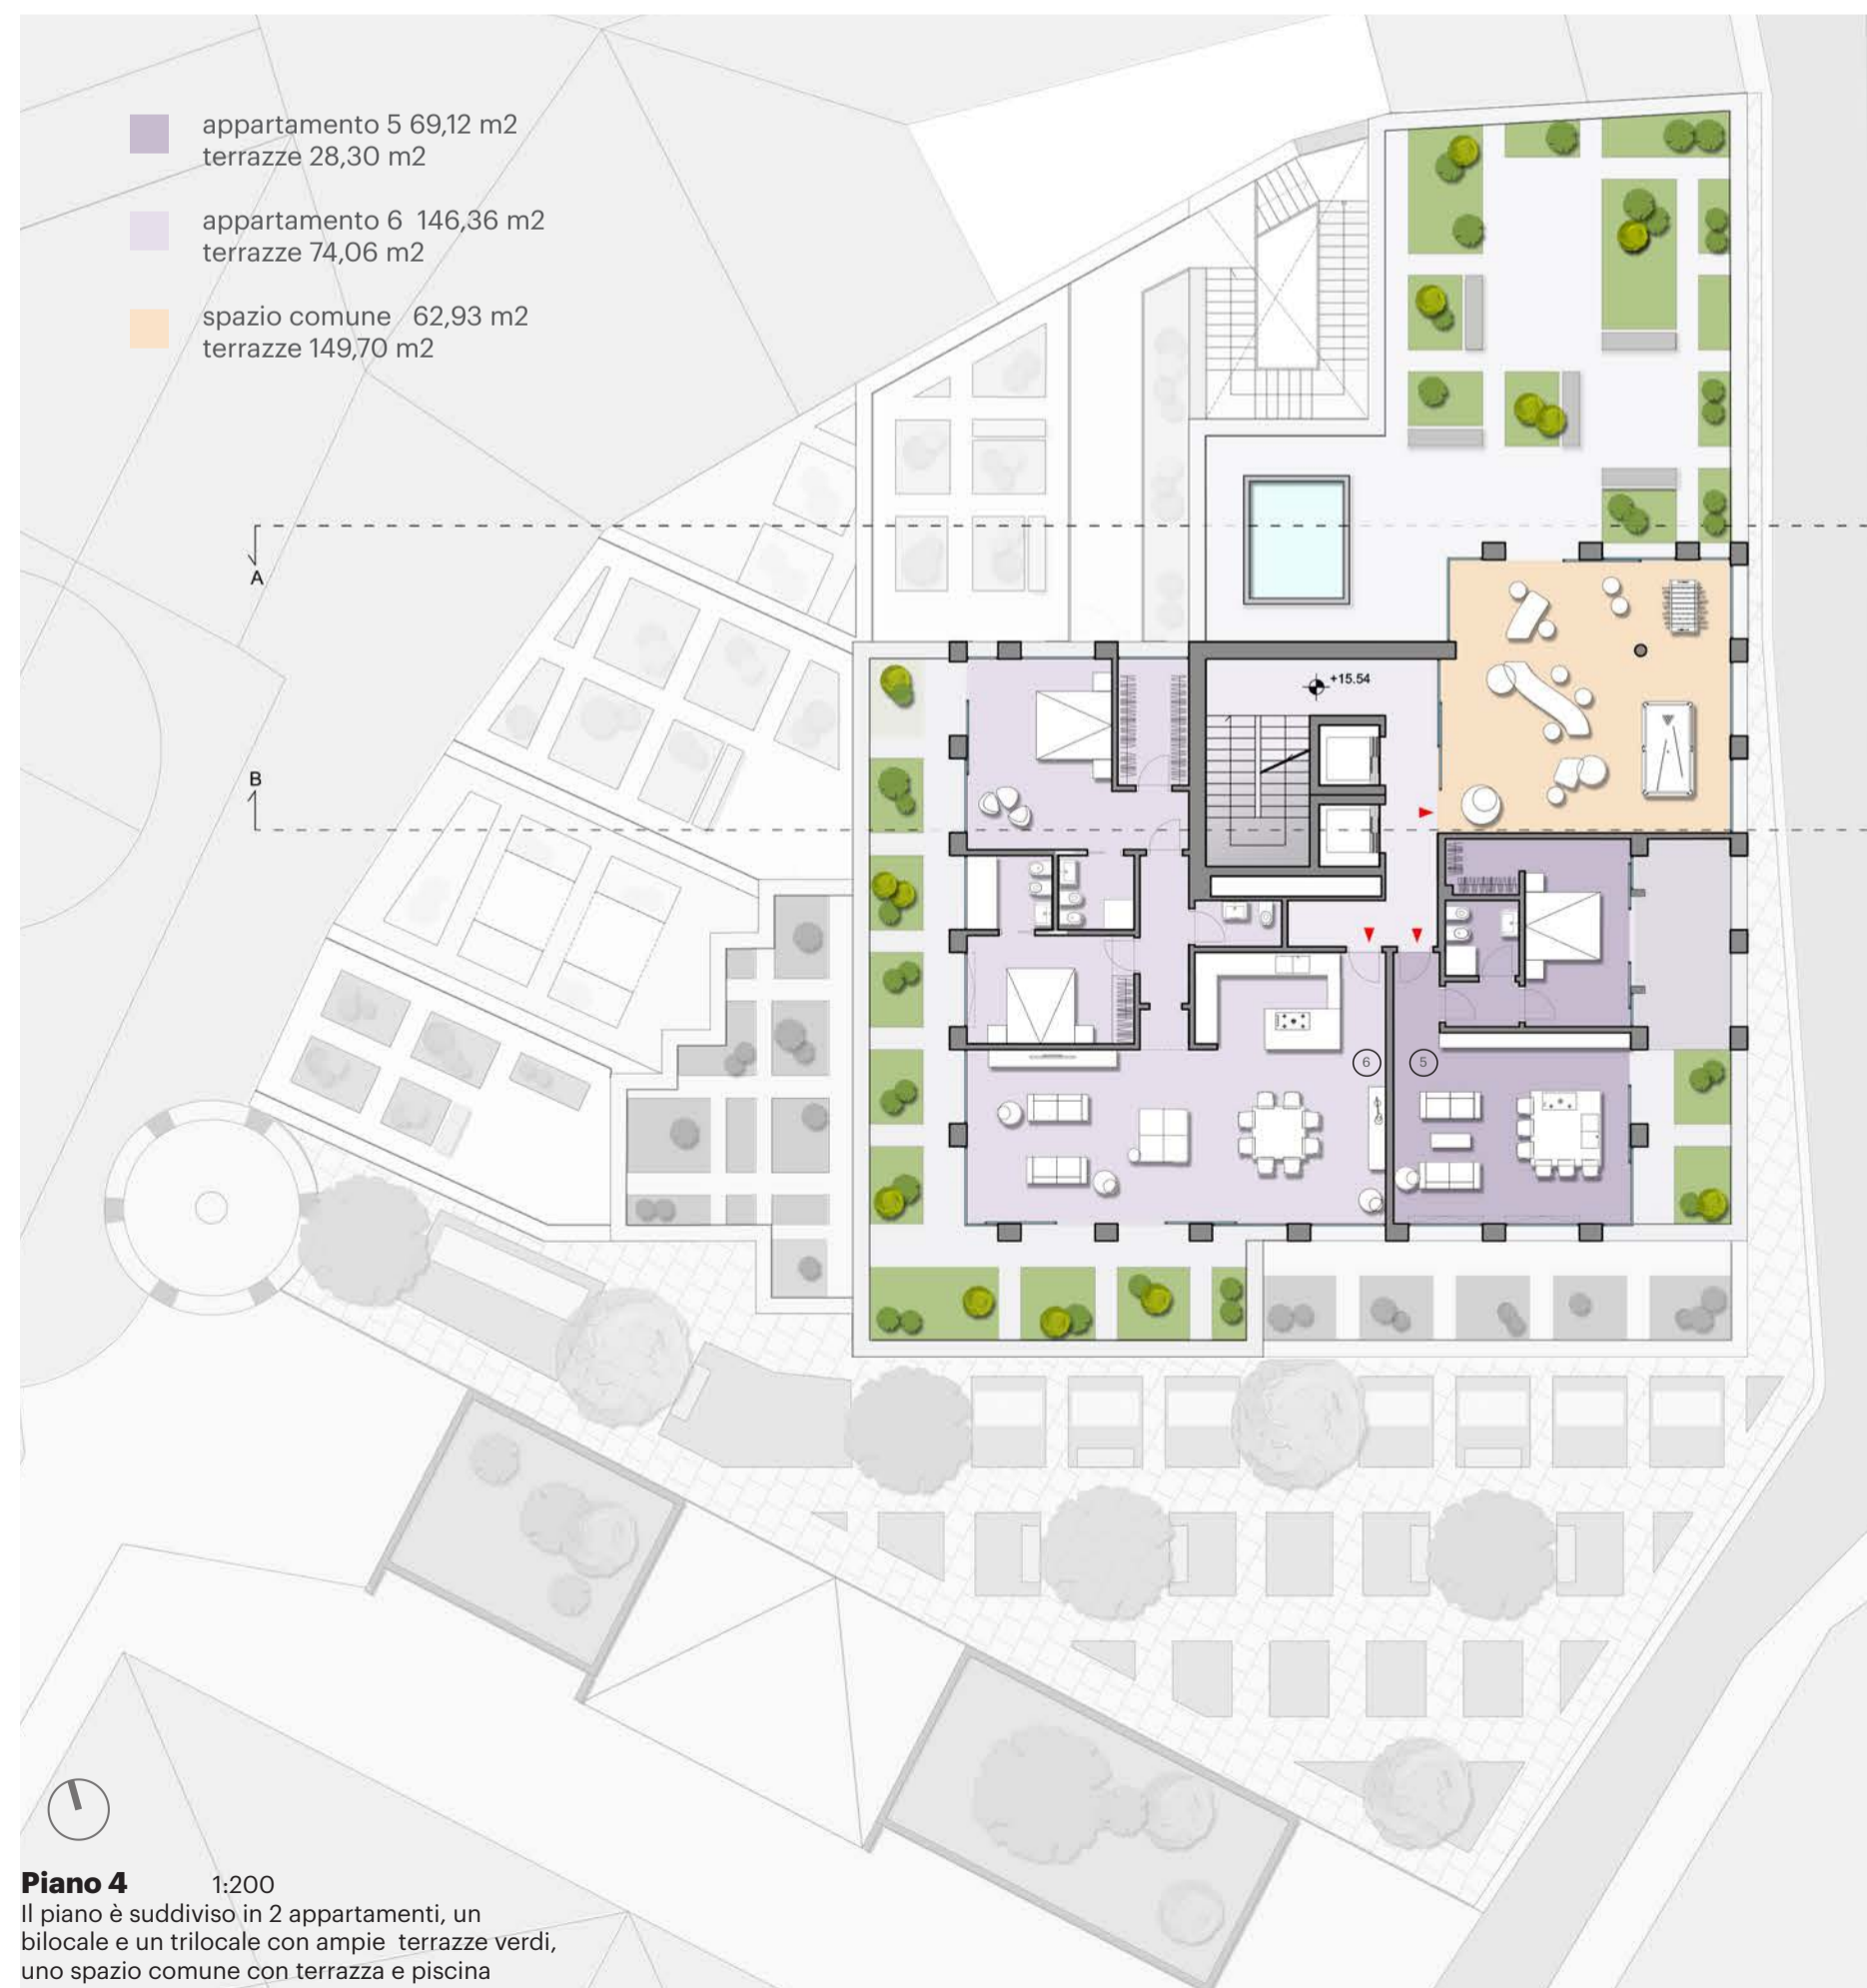 appartamento 5 69,12 m2
terrazze 28,30 m2
appartamento 6 146,36 m2
terrazze 74,06 m2
spazio comune 62,93 m2
terrazze 149,70 m2
A
+15.54
B
6
5
Piano 4 1:200
Il piano è suddiviso in 2 appartamenti, un
bilocale e un trilocale con ampie terrazze verdi,
uno spazio comune con terrazza e piscina